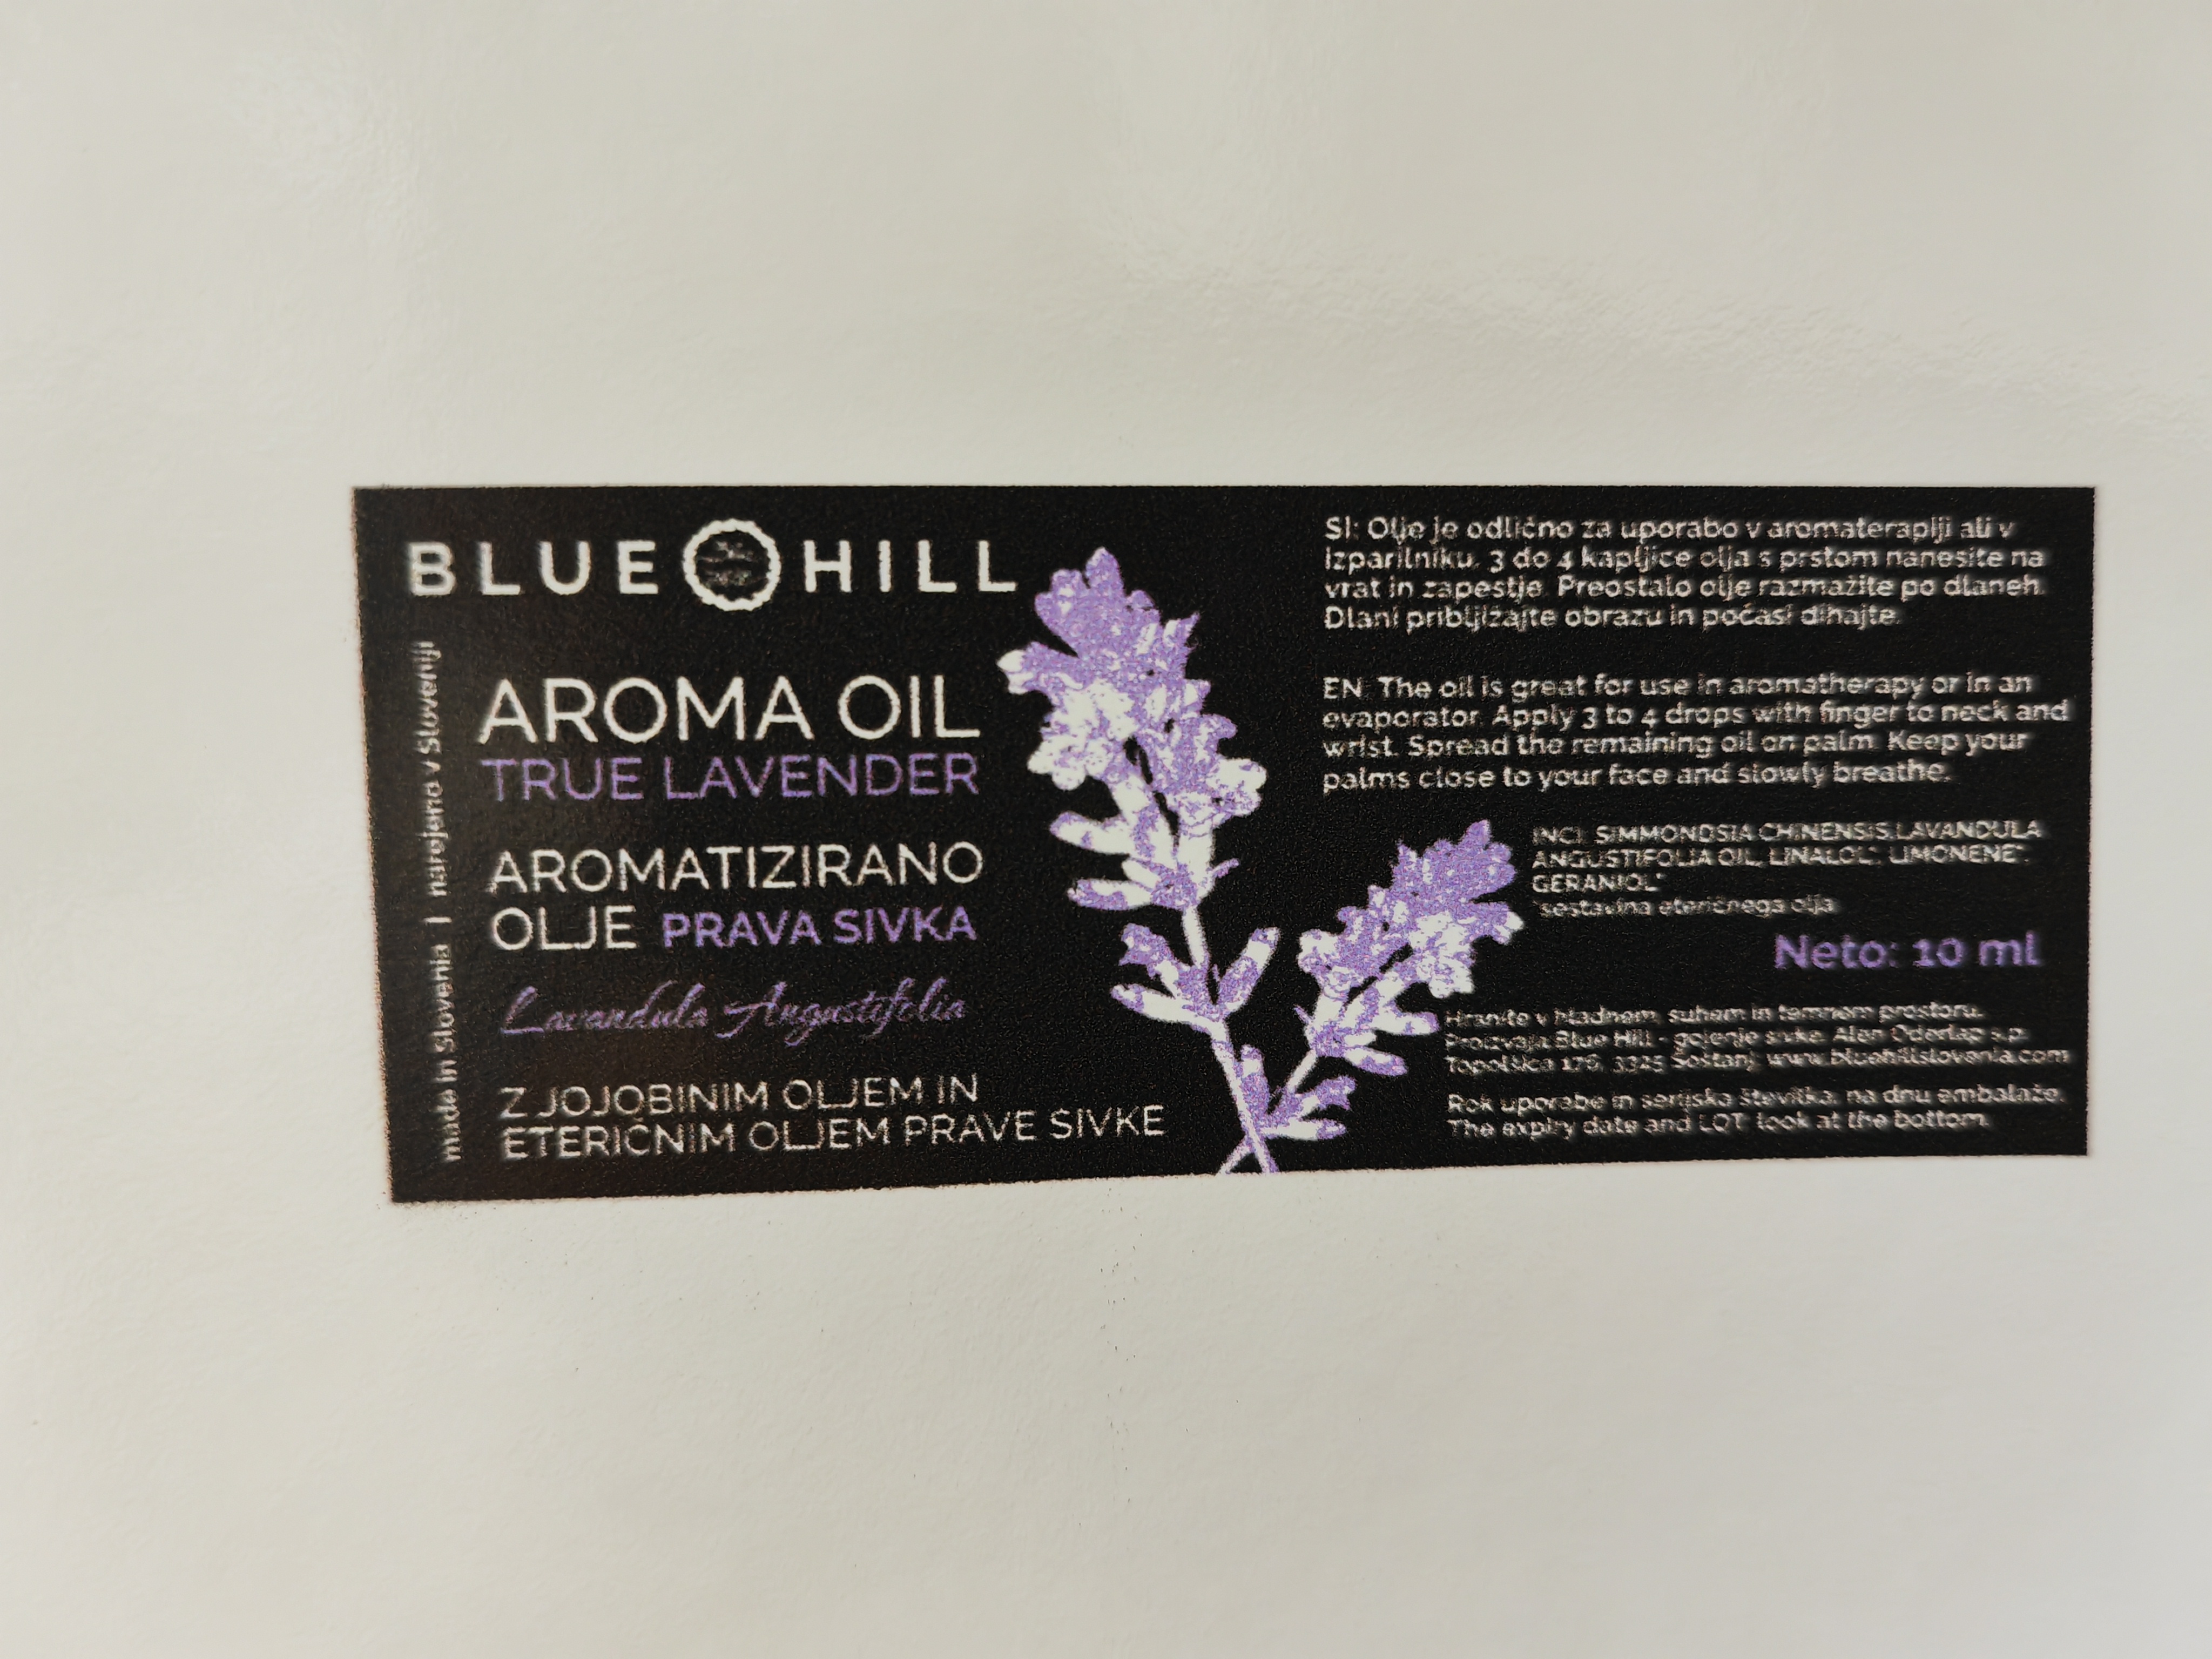 BLUE HILL
made in Slovenia | narejeno v Sloveniji
AROMA OIL
TRUE LAVENDER
AROMATIZIRANO
OLJE PRAVA SIVKA
Lavandula Angustifolia
Z JOJOBINIM OLJEM IN
ETERIČNIM OLJEM PRAVE SIVKE
SI: Olje je odlično za uporabo v aromaterapiji ali v
izparilniku. 3 do 4 kapljice olja s prstom nanesite na
vrat in zapestje. Preostalo olje razmažite po dlaneh.
Dlani približajte obrazu in počasi dihajte.
EN: The oil is great for use in aromatherapy or in an
evaporator. Apply 3 to 4 drops with finger to neck and
wrist. Spread the remaining oil on palm. Keep your
palms close to your face and slowly breathe.
INCI: SIMMONDSIA CHINENSIS, LAVANDULA
ANGUSTIFOLIA OIL, LINALOL*, LIMONENE*,
GERANIOL*
*sestavina eteričnega olja
Neto: 10 ml
Hranite v hladnem, suhem in temnem prostoru.
Proizvaja Blue Hill - gojenje sivke, Alen s.p.
Topolšica 176, 3325 Šoštanj, www.bluehillslovenia.com
Rok uporabe in serijska številka: na dnu embalaže.
The expiry date and LOT: look at the bottom.